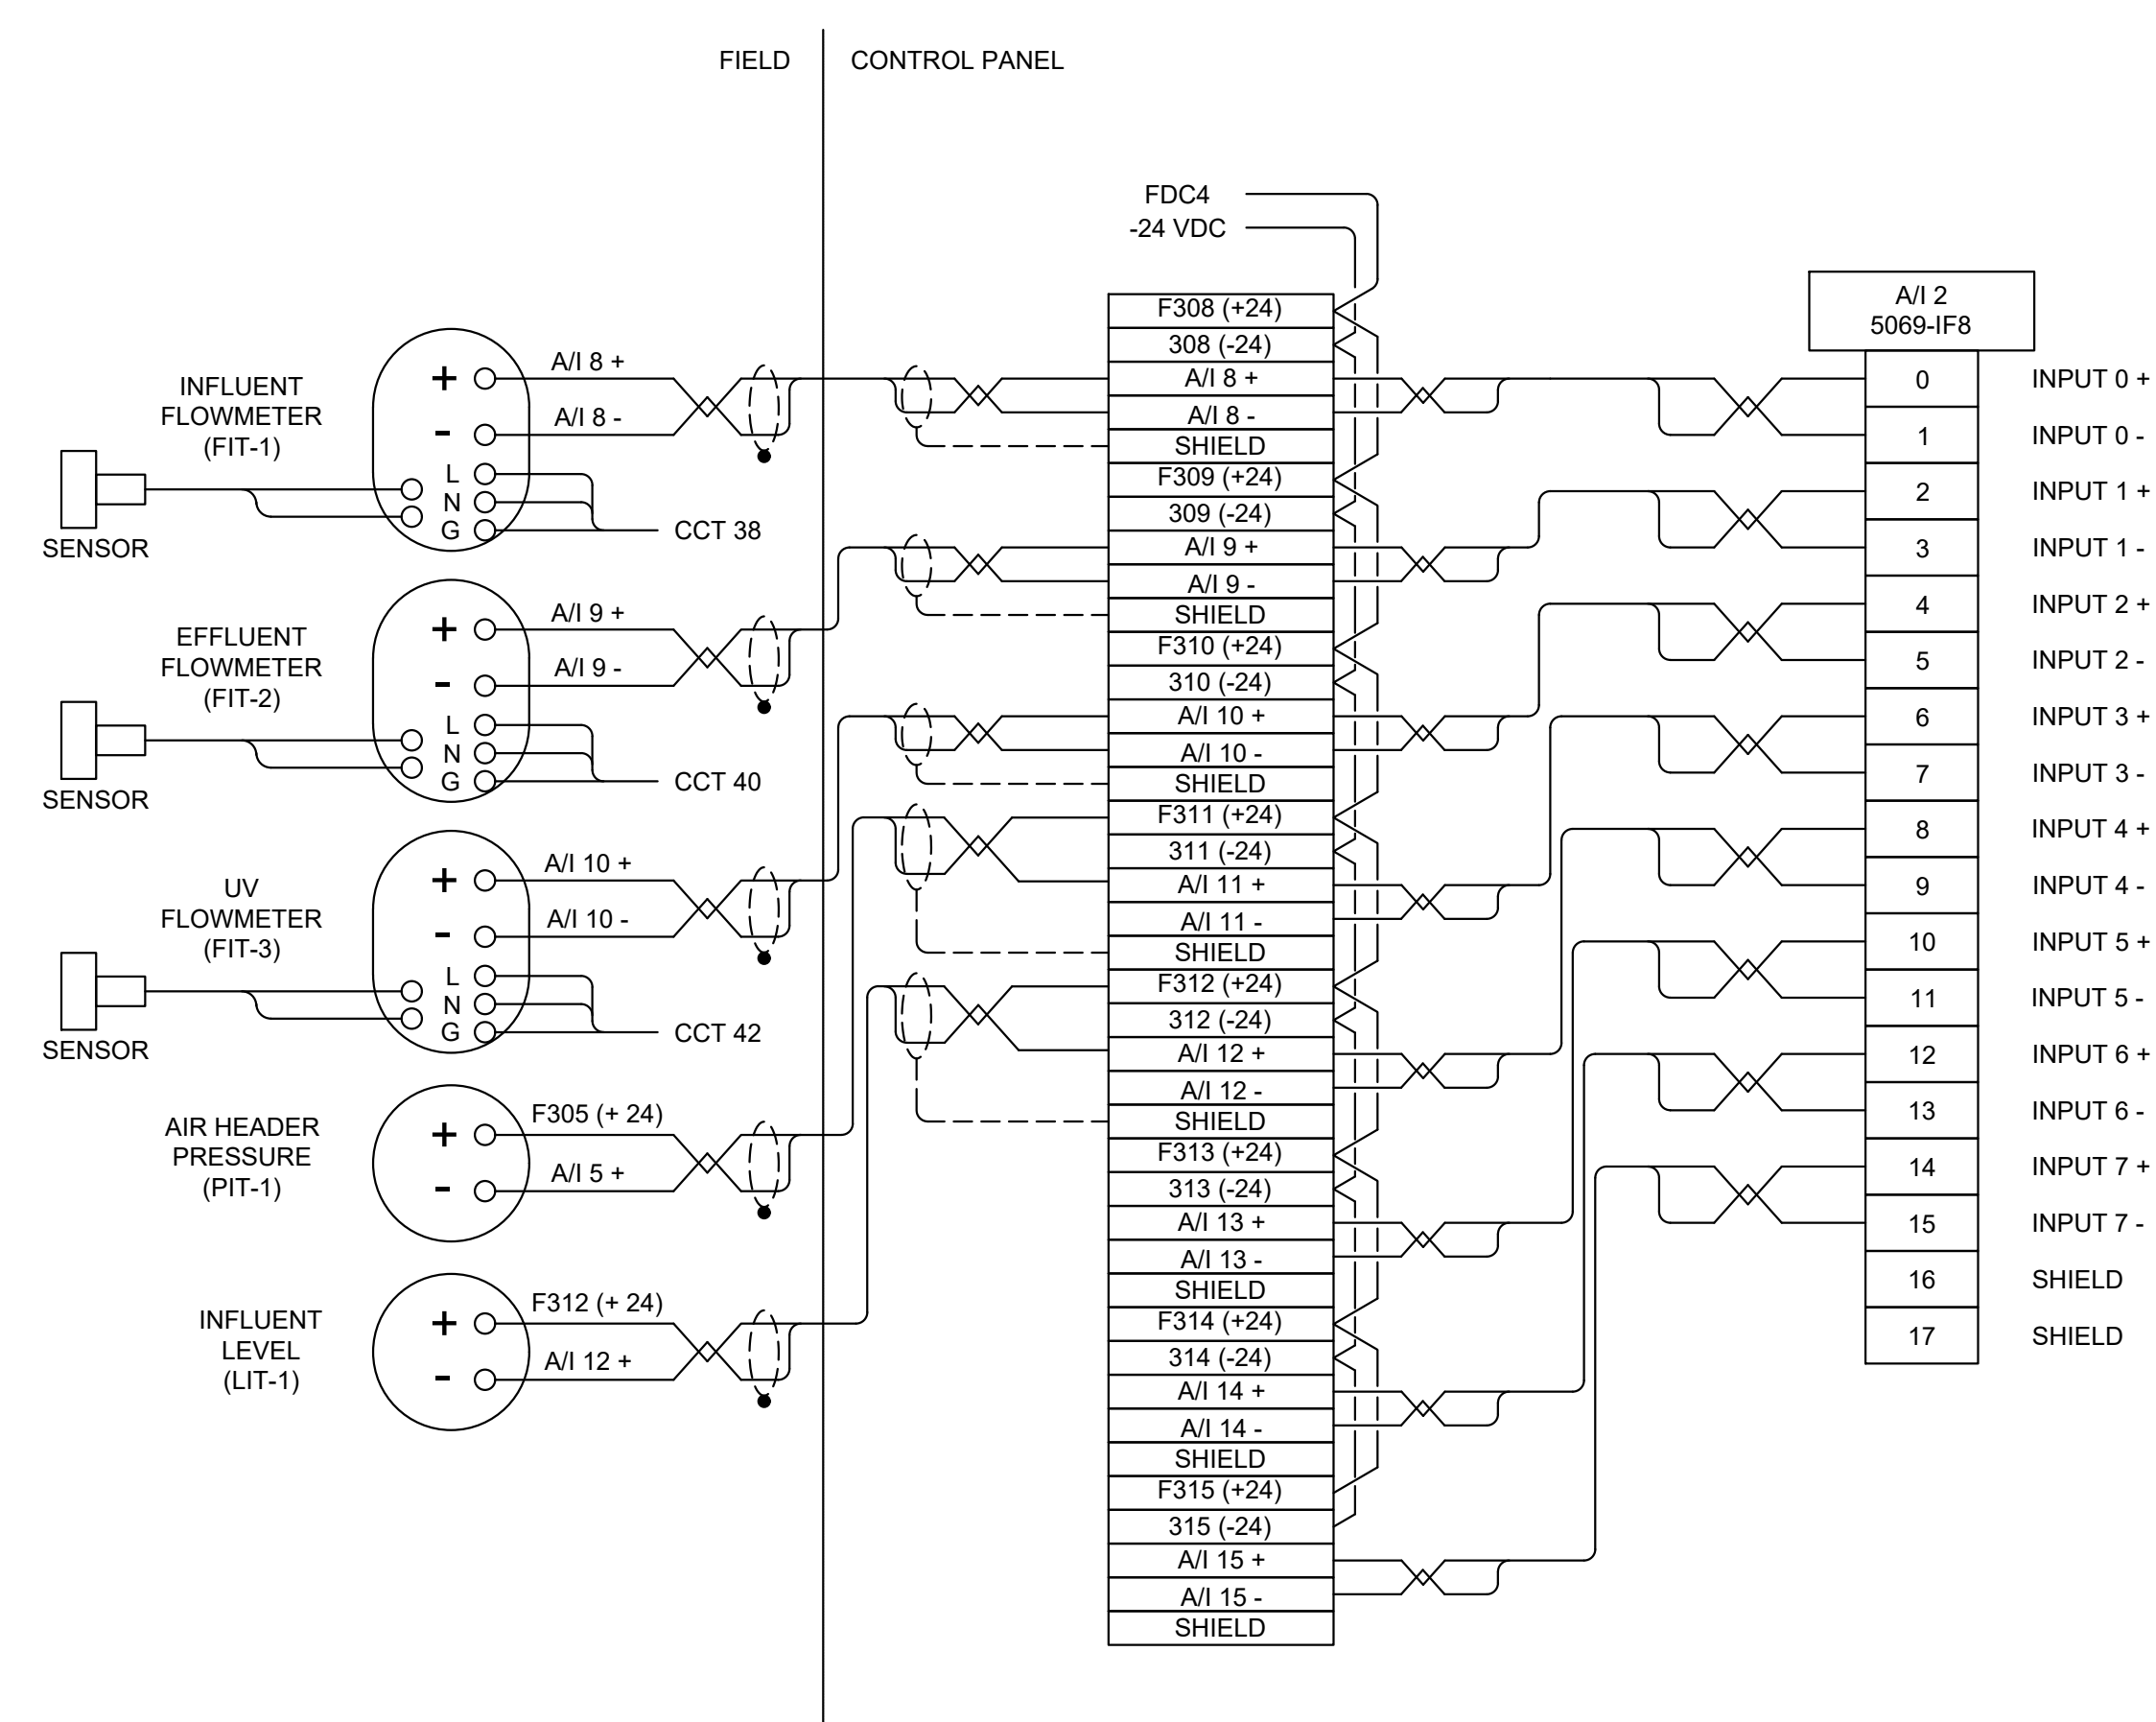 FIELD
CONTROL PANEL
FDC4
-24 VDC
INFLUENT
FLOWMETER
(FIT-1)
SENSOR
+
-
L
N
G
A/I 8 +
A/I 8 -
CCT 38
EFFLUENT
FLOWMETER
(FIT-2)
SENSOR
+
-
L
N
G
A/I 9 +
A/I 9 -
CCT 40
UV
FLOWMETER
(FIT-3)
SENSOR
+
-
L
N
G
A/I 10 +
A/I 10 -
CCT 42
AIR HEADER
PRESSURE
(PIT-1)
+
-
F305 (+ 24)
A/I 5 +
INFLUENT
LEVEL
(LIT-1)
+
-
F312 (+ 24)
A/I 12 +
F308 (+24)
308 (-24)
A/I 8 +
A/I 8 -
SHIELD
F309 (+24)
309 (-24)
A/I 9 +
A/I 9 -
SHIELD
F310 (+24)
310 (-24)
A/I 10 +
A/I 10 -
SHIELD
F311 (+24)
311 (-24)
A/I 11 +
A/I 11 -
SHIELD
F312 (+24)
312 (-24)
A/I 12 +
A/I 12 -
SHIELD
F313 (+24)
313 (-24)
A/I 13 +
A/I 13 -
SHIELD
F314 (+24)
314 (-24)
A/I 14 +
A/I 14 -
SHIELD
F315 (+24)
315 (-24)
A/I 15 +
A/I 15 -
SHIELD
A/I 2
5069-IF8
0 INPUT 0 +
1 INPUT 0 -
2 INPUT 1 +
3 INPUT 1 -
4 INPUT 2 +
5 INPUT 2 -
6 INPUT 3 +
7 INPUT 3 -
8 INPUT 4 +
9 INPUT 4 -
10 INPUT 5 +
11 INPUT 5 -
12 INPUT 6 +
13 INPUT 6 -
14 INPUT 7 +
15 INPUT 7 -
16 SHIELD
17 SHIELD